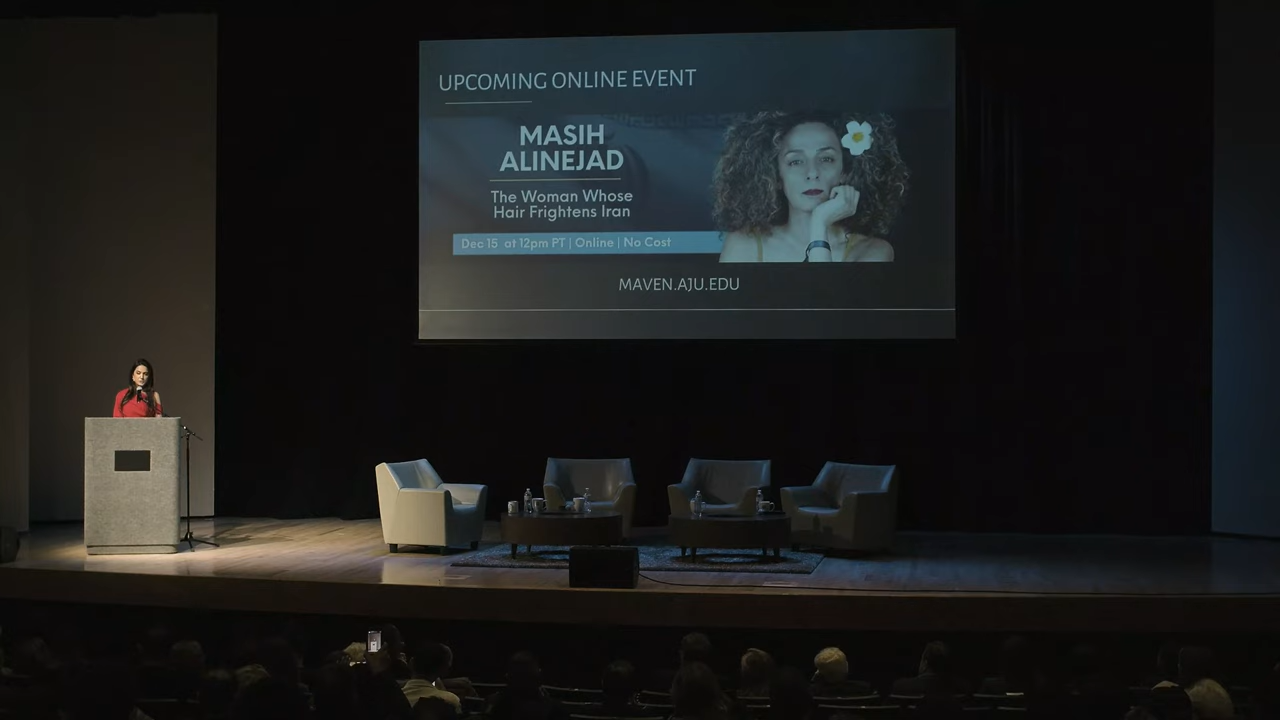 UPCOMING ONLINE EVENT
MASIH
ALINEJAD
The Woman Whose
Hair Frightens Iran
Dec 15 at 12pm PT | Online | No Cost
MAVEN.AJU.EDU